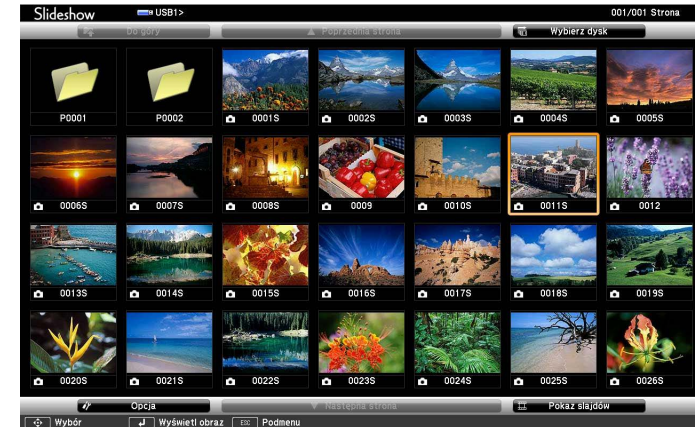 Slideshow USB1> 001/001 Strona
Do góry Poprzednia strona Wybierz dysk
P0001 P0002 0001S 0002S 0003S 0004S 0005S
0006S 0007S 0008S 0009 0010S 0011S 0012
0013S 0014S 0015S 0016S 0017S 0018S 0019S
0020S 0021S 0022S 0023S 0024S 0025S 0026S
Opcja Następna strona Pokaz slajdów
Wybór Wyświetl obraz ESC Podmenu